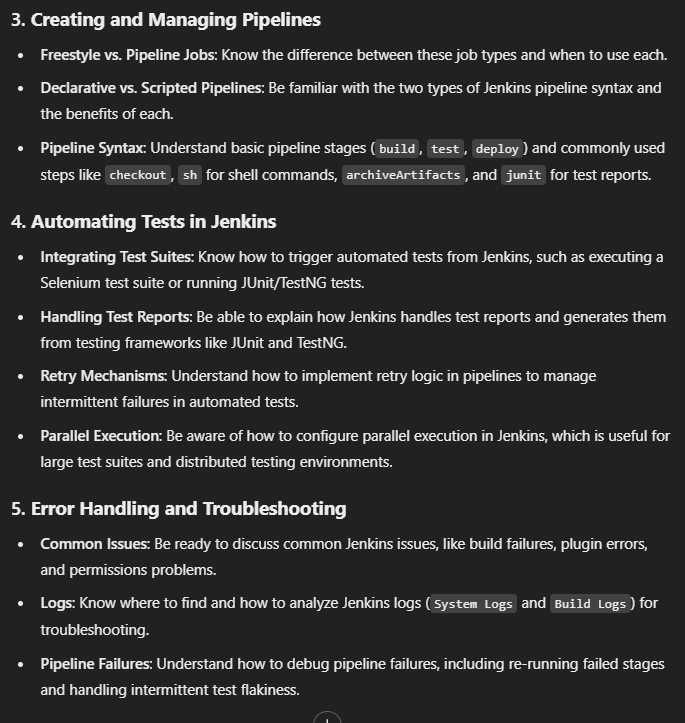 3. Creating and Managing Pipelines
• Freestyle vs. Pipeline Jobs: Know the difference between these job types and when to use each.
• Declarative vs. Scripted Pipelines: Be familiar with the two types of Jenkins pipeline syntax and
the benefits of each.
• Pipeline Syntax: Understand basic pipeline stages (build, test, deploy) and commonly used
steps like checkout, sh for shell commands, archiveArtifacts, and junit for test reports.
4. Automating Tests in Jenkins
• Integrating Test Suites: Know how to trigger automated tests from Jenkins, such as executing a
Selenium test suite or running JUnit/TestNG tests.
• Handling Test Reports: Be able to explain how Jenkins handles test reports and generates them
from testing frameworks like JUnit and TestNG.
• Retry Mechanisms: Understand how to implement retry logic in pipelines to manage
intermittent failures in automated tests.
• Parallel Execution: Be aware of how to configure parallel execution in Jenkins, which is useful for
large test suites and distributed testing environments.
5. Error Handling and Troubleshooting
• Common Issues: Be ready to discuss common Jenkins issues, like build failures, plugin errors,
and permissions problems.
• Logs: Know where to find and how to analyze Jenkins logs (System Logs and Build Logs) for
troubleshooting.
• Pipeline Failures: Understand how to debug pipeline failures, including re-running failed stages
and handling intermittent test flakiness.